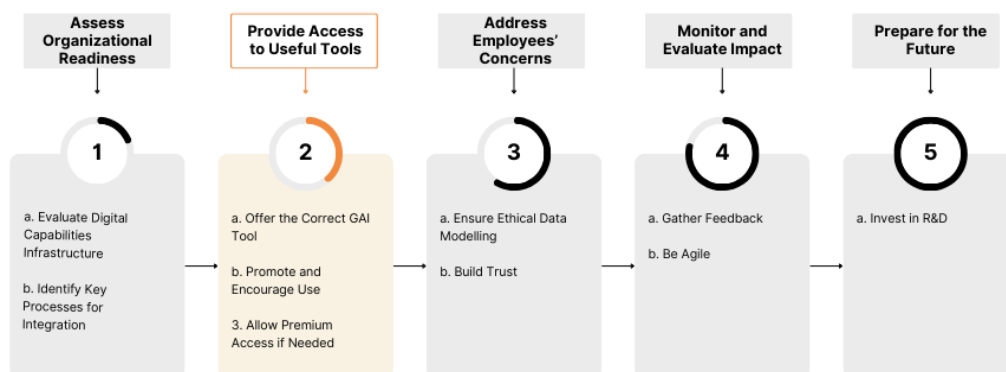 Assess
Organizational
Readiness
Provide Access
to Useful Tools
Address
Employees’
Concerns
Monitor and
Evaluate Impact
Prepare for the
Future
1
2
3
4
5
a. Evaluate Digital
Capabilities
Infrastructure
b. Identify Key
Processes for
Integration
a. Offer the Correct GAI
Tool
b. Promote and
Encourage Use
3. Allow Premium
Access if Needed
a. Ensure Ethical Data
Modelling
b. Build Trust
a. Gather Feedback
b. Be Agile
a. Invest in R&D